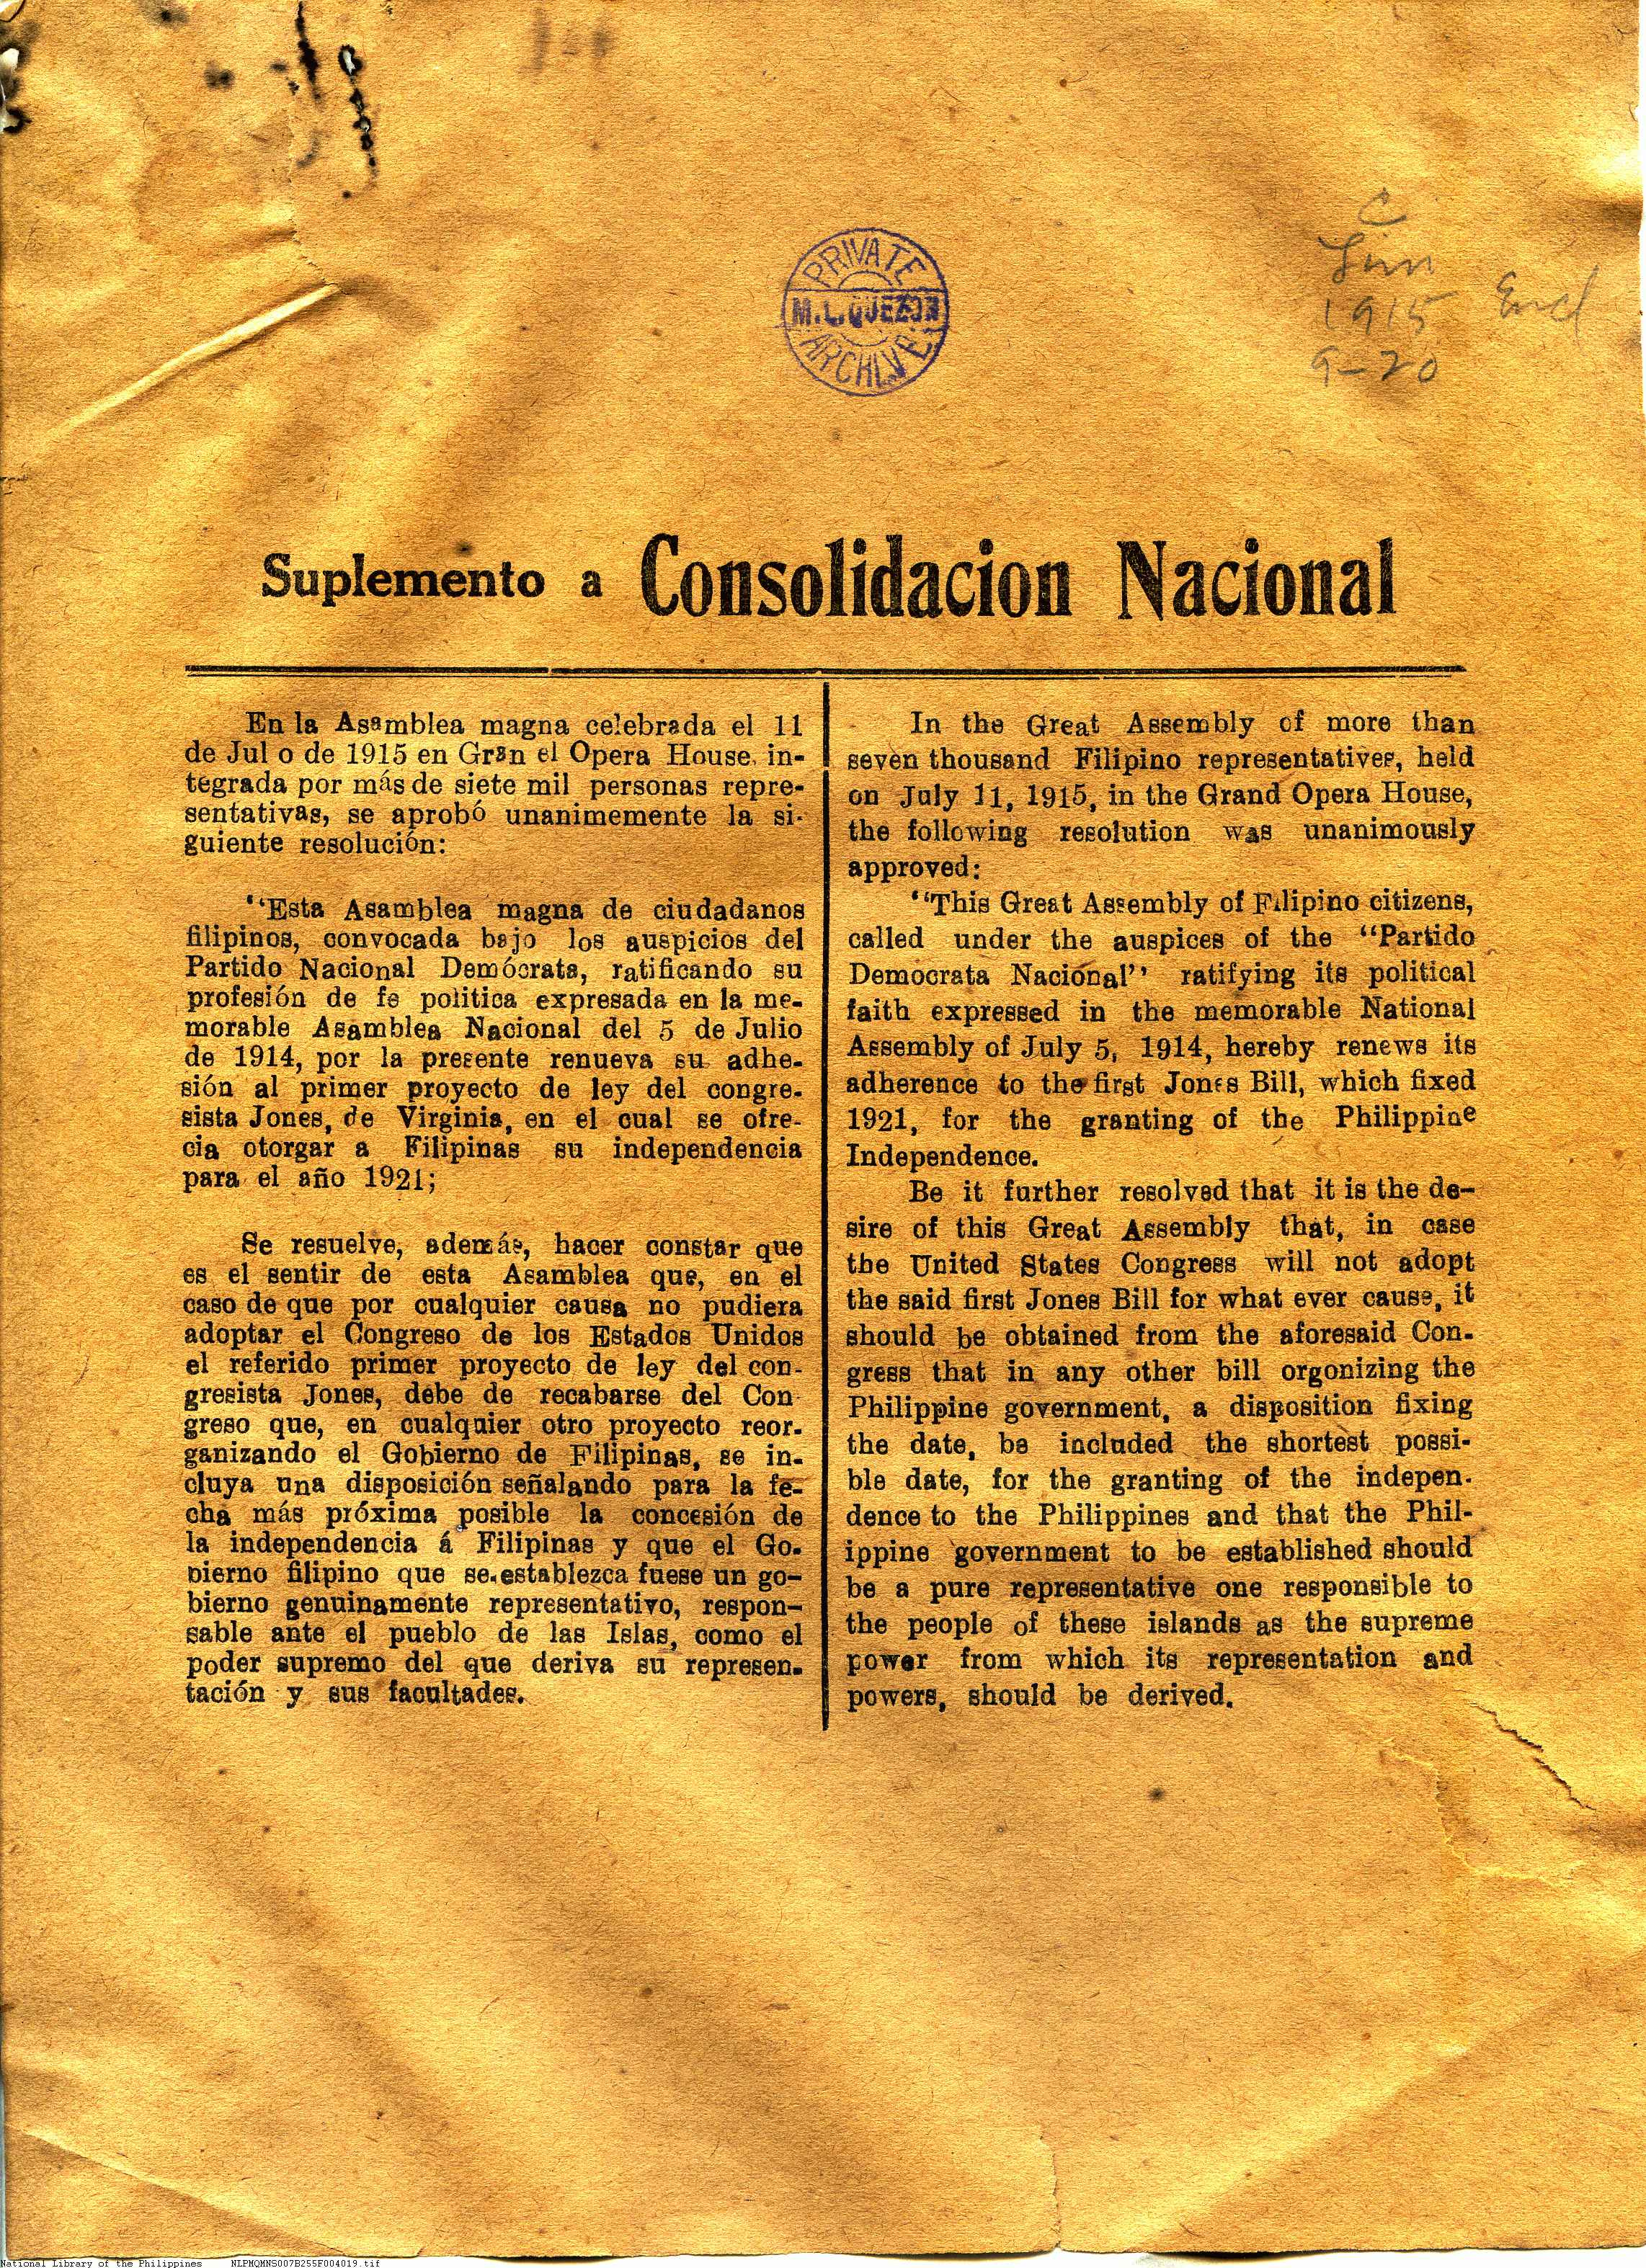 PRIVATE
M. L. QUEZON
ARCHIVE
C
1915 Encl
9-20
Suplemento a Consolidacion Nacional
En la Asamblea magna celebrada el 11
de Jul o de 1915 en Gran el Opera House, in-
tegrada por más de siete mil personas repre-
sentativas, se aprobó unanimemente la si-
guiente resolución:
“Esta Asamblea magna de ciudadanos
filipinos, convocada bajo los auspicios del
Partido Nacional Demócrata, ratificando su
profesión de fe politica expresada en la me-
morable Asamblea Nacional del 5 de Julio
de 1914, por la presente renueva su adhe-
sión al primer proyecto de ley del congre-
sista Jones, de Virginia, en el cual se ofre-
cia otorgar a Filipinas su independencia
para el año 1921;
Se resuelve, además, hacer constar que
es el sentir de esta Asamblea que, en el
caso de que por cualquier causa no pudiera
adoptar el Congreso de los Estados Unidos
el referido primer proyecto de ley del con-
gresista Jones, debe de recabarse del Con-
greso que, en cualquier otro proyecto reor-
ganizando el Gobierno de Filipinas, se in-
cluya una disposición señalando para la fe-
cha más próxima posible la concesión de
la independencia á Filipinas y que el Go-
bierno filipino que se establezca fuese un go-
bierno genuinamente representativo, respon-
sable ante el pueblo de las Islas, como el
poder supremo del que deriva su represen-
tación y sus facultades.
In the Great Assembly of more than
seven thousand Filipino representatives, held
on July 11, 1915, in the Grand Opera House,
the following resolution was unanimously
approved:
“This Great Assembly of Filipino citizens,
called under the auspices of the “Partido
Democrata Nacional” ratifying its political
faith expressed in the memorable National
Assembly of July 5, 1914, hereby renews its
adherence to the first Jones Bill, which fixed
1921, for the granting of the Philippine
Independence.
Be it further resolved that it is the de-
sire of this Great Assembly that, in case
the United States Congress will not adopt
the said first Jones Bill for what ever cause, it
should be obtained from the aforesaid Con-
gress that in any other bill orgonizing the
Philippine government, a disposition fixing
the date, be included the shortest possi-
ble date, for the granting of the indepen-
dence to the Philippines and that the Phil-
ippine government to be established should
be a pure representative one responsible to
the people of these islands as the supreme
power from which its representation and
powers, should be derived.
National Library of the Philippines NLPMQMNS007B255F004019.tif